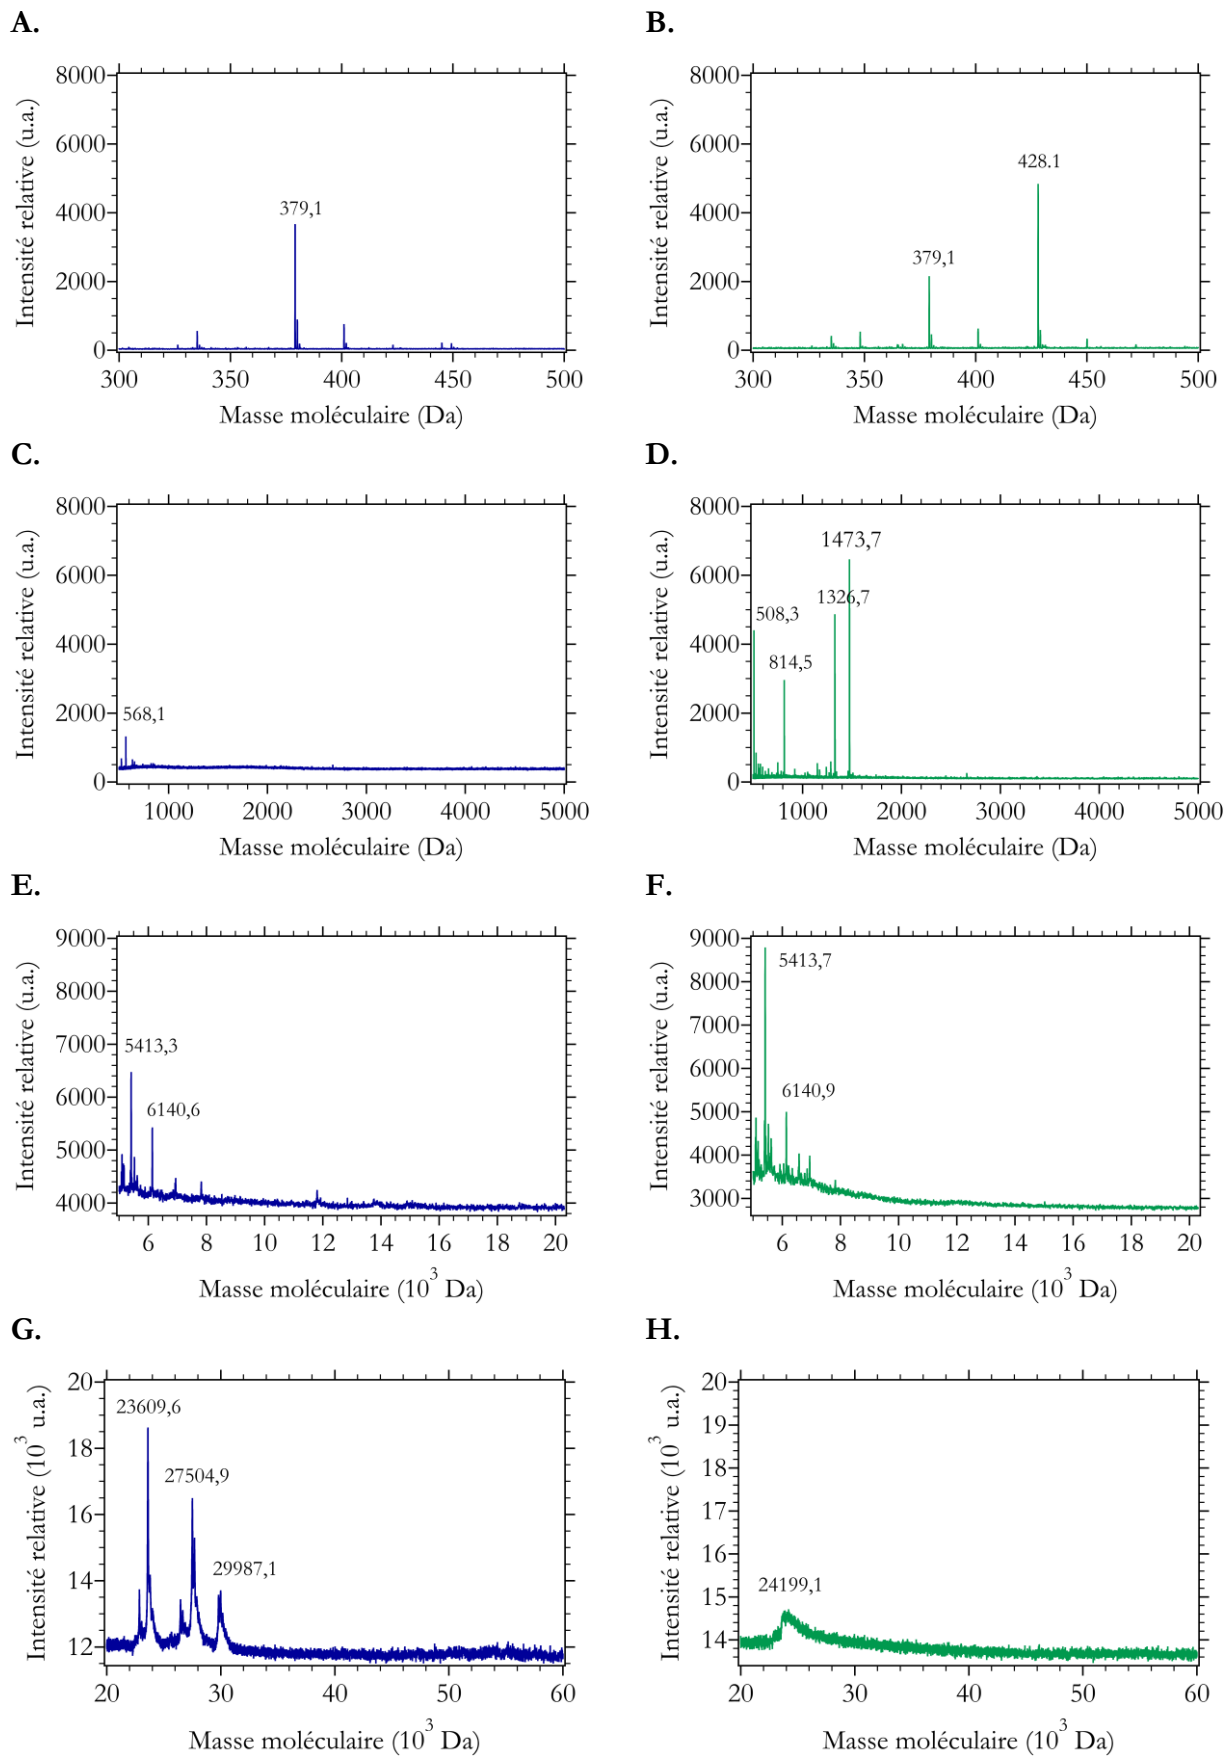 A.
B.
8000
6000
4000
2000
0
Intensité relative (u.a.)
379,1
300 350 400 450 500
Masse moléculaire (Da)
8000
6000
4000
2000
0
Intensité relative (u.a.)
428.1
379,1
300 350 400 450 500
Masse moléculaire (Da)
C.
D.
8000
6000
4000
2000
0
Intensité relative (u.a.)
568,1
1000 2000 3000 4000 5000
Masse moléculaire (Da)
8000
6000
4000
2000
0
Intensité relative (u.a.)
1473,7
1326,7
508,3
814,5
1000 2000 3000 4000 5000
Masse moléculaire (Da)
E.
F.
9000
8000
7000
6000
5000
4000
Intensité relative (u.a.)
5413,3
6140,6
6 8 10 12 14 16 18 20
Masse moléculaire (10³ Da)
9000
8000
7000
6000
5000
4000
3000
Intensité relative (u.a.)
5413,7
6140,9
6 8 10 12 14 16 18 20
Masse moléculaire (10³ Da)
G.
H.
20
18
16
14
12
Intensité relative (10³ u.a.)
23609,6
27504,9
29987,1
20 30 40 50 60
Masse moléculaire (10³ Da)
20
19
18
17
16
15
14
Intensité relative (10³ u.a.)
24199,1
20 30 40 50 60
Masse moléculaire (10³ Da)